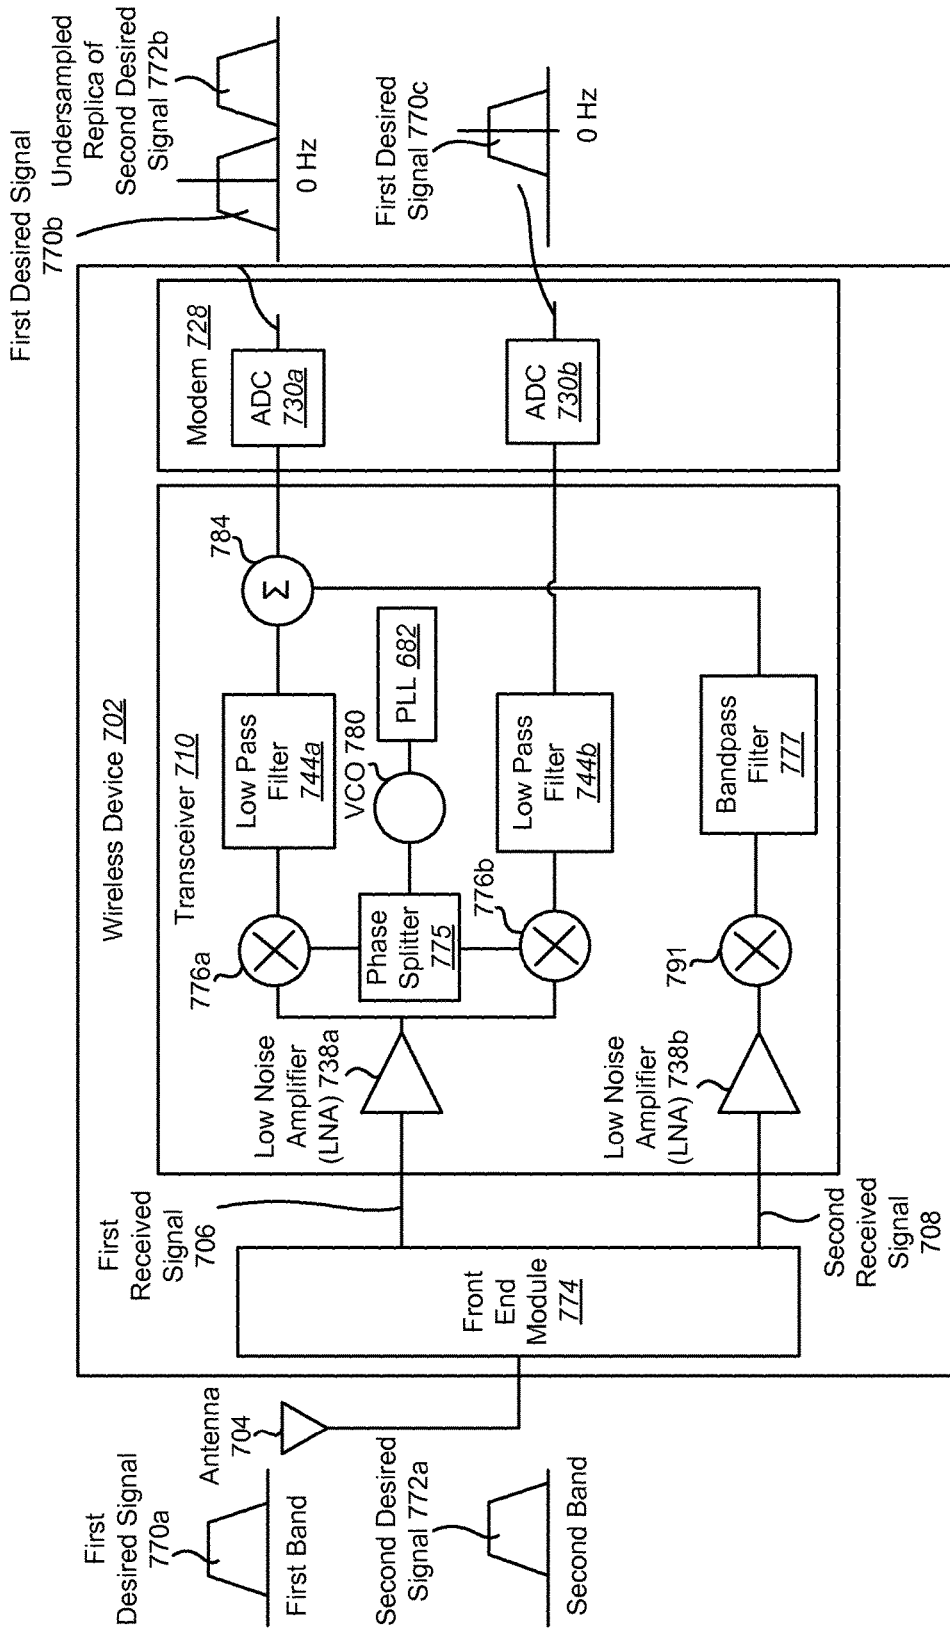 First
Desired Signal
770a
First Band
Second Desired
Signal 772a
Second Band
Antenna
704
Wireless Device 702
Front
End
Module
774
First
Received
Signal
706
Second
Received
Signal
708
Transceiver 710
Low Noise
Amplifier
(LNA) 738a
Low Noise
Amplifier
(LNA) 738b
776a
Phase
Splitter
775
776b
791
Low Pass
Filter
744a
VCO 780
PLL 682
Low Pass
Filter
744b
Bandpass
Filter
777
784
Σ
Modem 728
ADC
730a
ADC
730b
First Desired Signal
770b
Undersampled
Replica of
Second Desired
Signal 772b
0 Hz
First Desired
Signal 770c
0 Hz